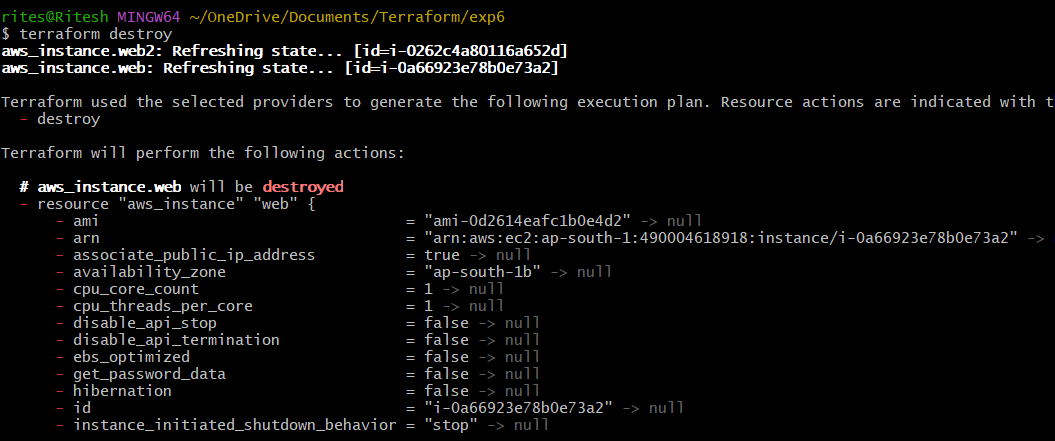 rites@Ritesh MINGW64 ~/OneDrive/Documents/Terraform/exp6
$ terraform destroy
aws_instance.web2: Refreshing state... [id=i-0262c4a80116a652d]
aws_instance.web: Refreshing state... [id=i-0a66923e78b0e73a2]
Terraform used the selected providers to generate the following execution plan. Resource actions are indicated with t
- destroy
Terraform will perform the following actions:
# aws_instance.web will be destroyed
- resource "aws_instance" "web" {
- ami = "ami-0d2614eafc1b0e4d2" -> null
- arn = "arn:aws:ec2:ap-south-1:490004618918:instance/i-0a66923e78b0e73a2" ->
- associate_public_ip_address = true -> null
- availability_zone = "ap-south-1b" -> null
- cpu_core_count = 1 -> null
- cpu_threads_per_core = 1 -> null
- disable_api_stop = false -> null
- disable_api_termination = false -> null
- ebs_optimized = false -> null
- get_password_data = false -> null
- hibernation = false -> null
- id = "i-0a66923e78b0e73a2" -> null
- instance_initiated_shutdown_behavior = "stop" -> null